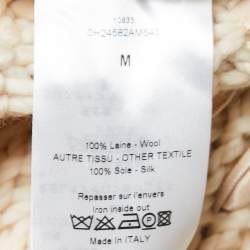 10835
M
100% Laine - Wool
AUTRE TISSU - OTHER TEXTILE
100% Soie - Silk
Repasser sur l'envers
Iron inside out
Made in ITALY